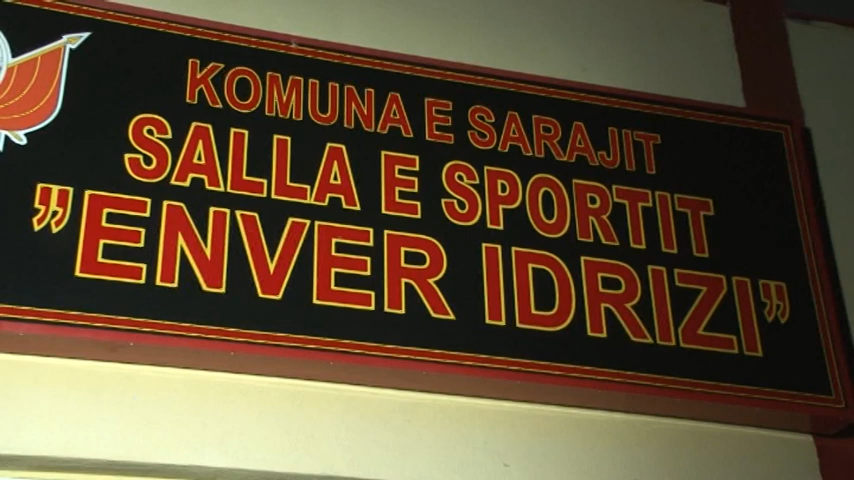 KOMUNA E SARAJIT
SALLA E SPORTIT
”ENVER IDRIZI”